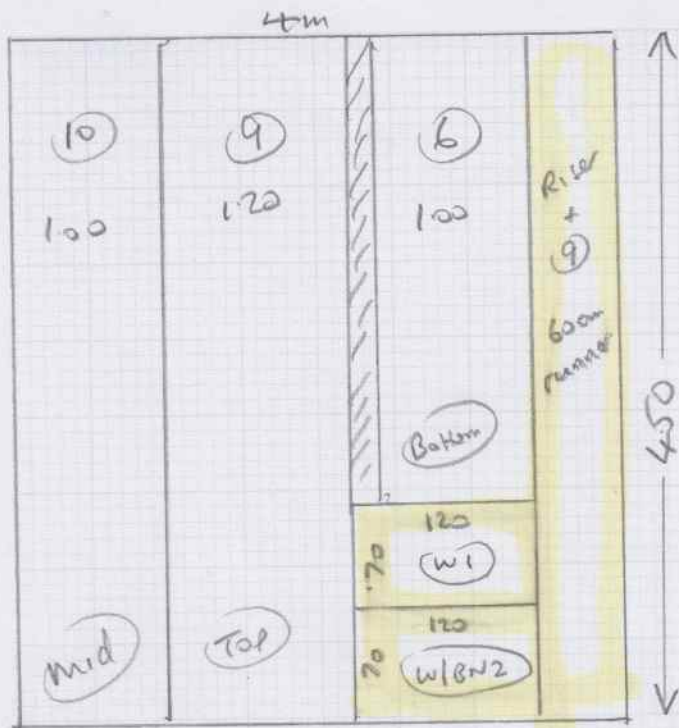 4m
10
1.00
9
1.20
6
1.00
Riser
+
9
60cm
runner
450
Bottom
120
.70
W1
120
70
W/BN2
Mid
Top